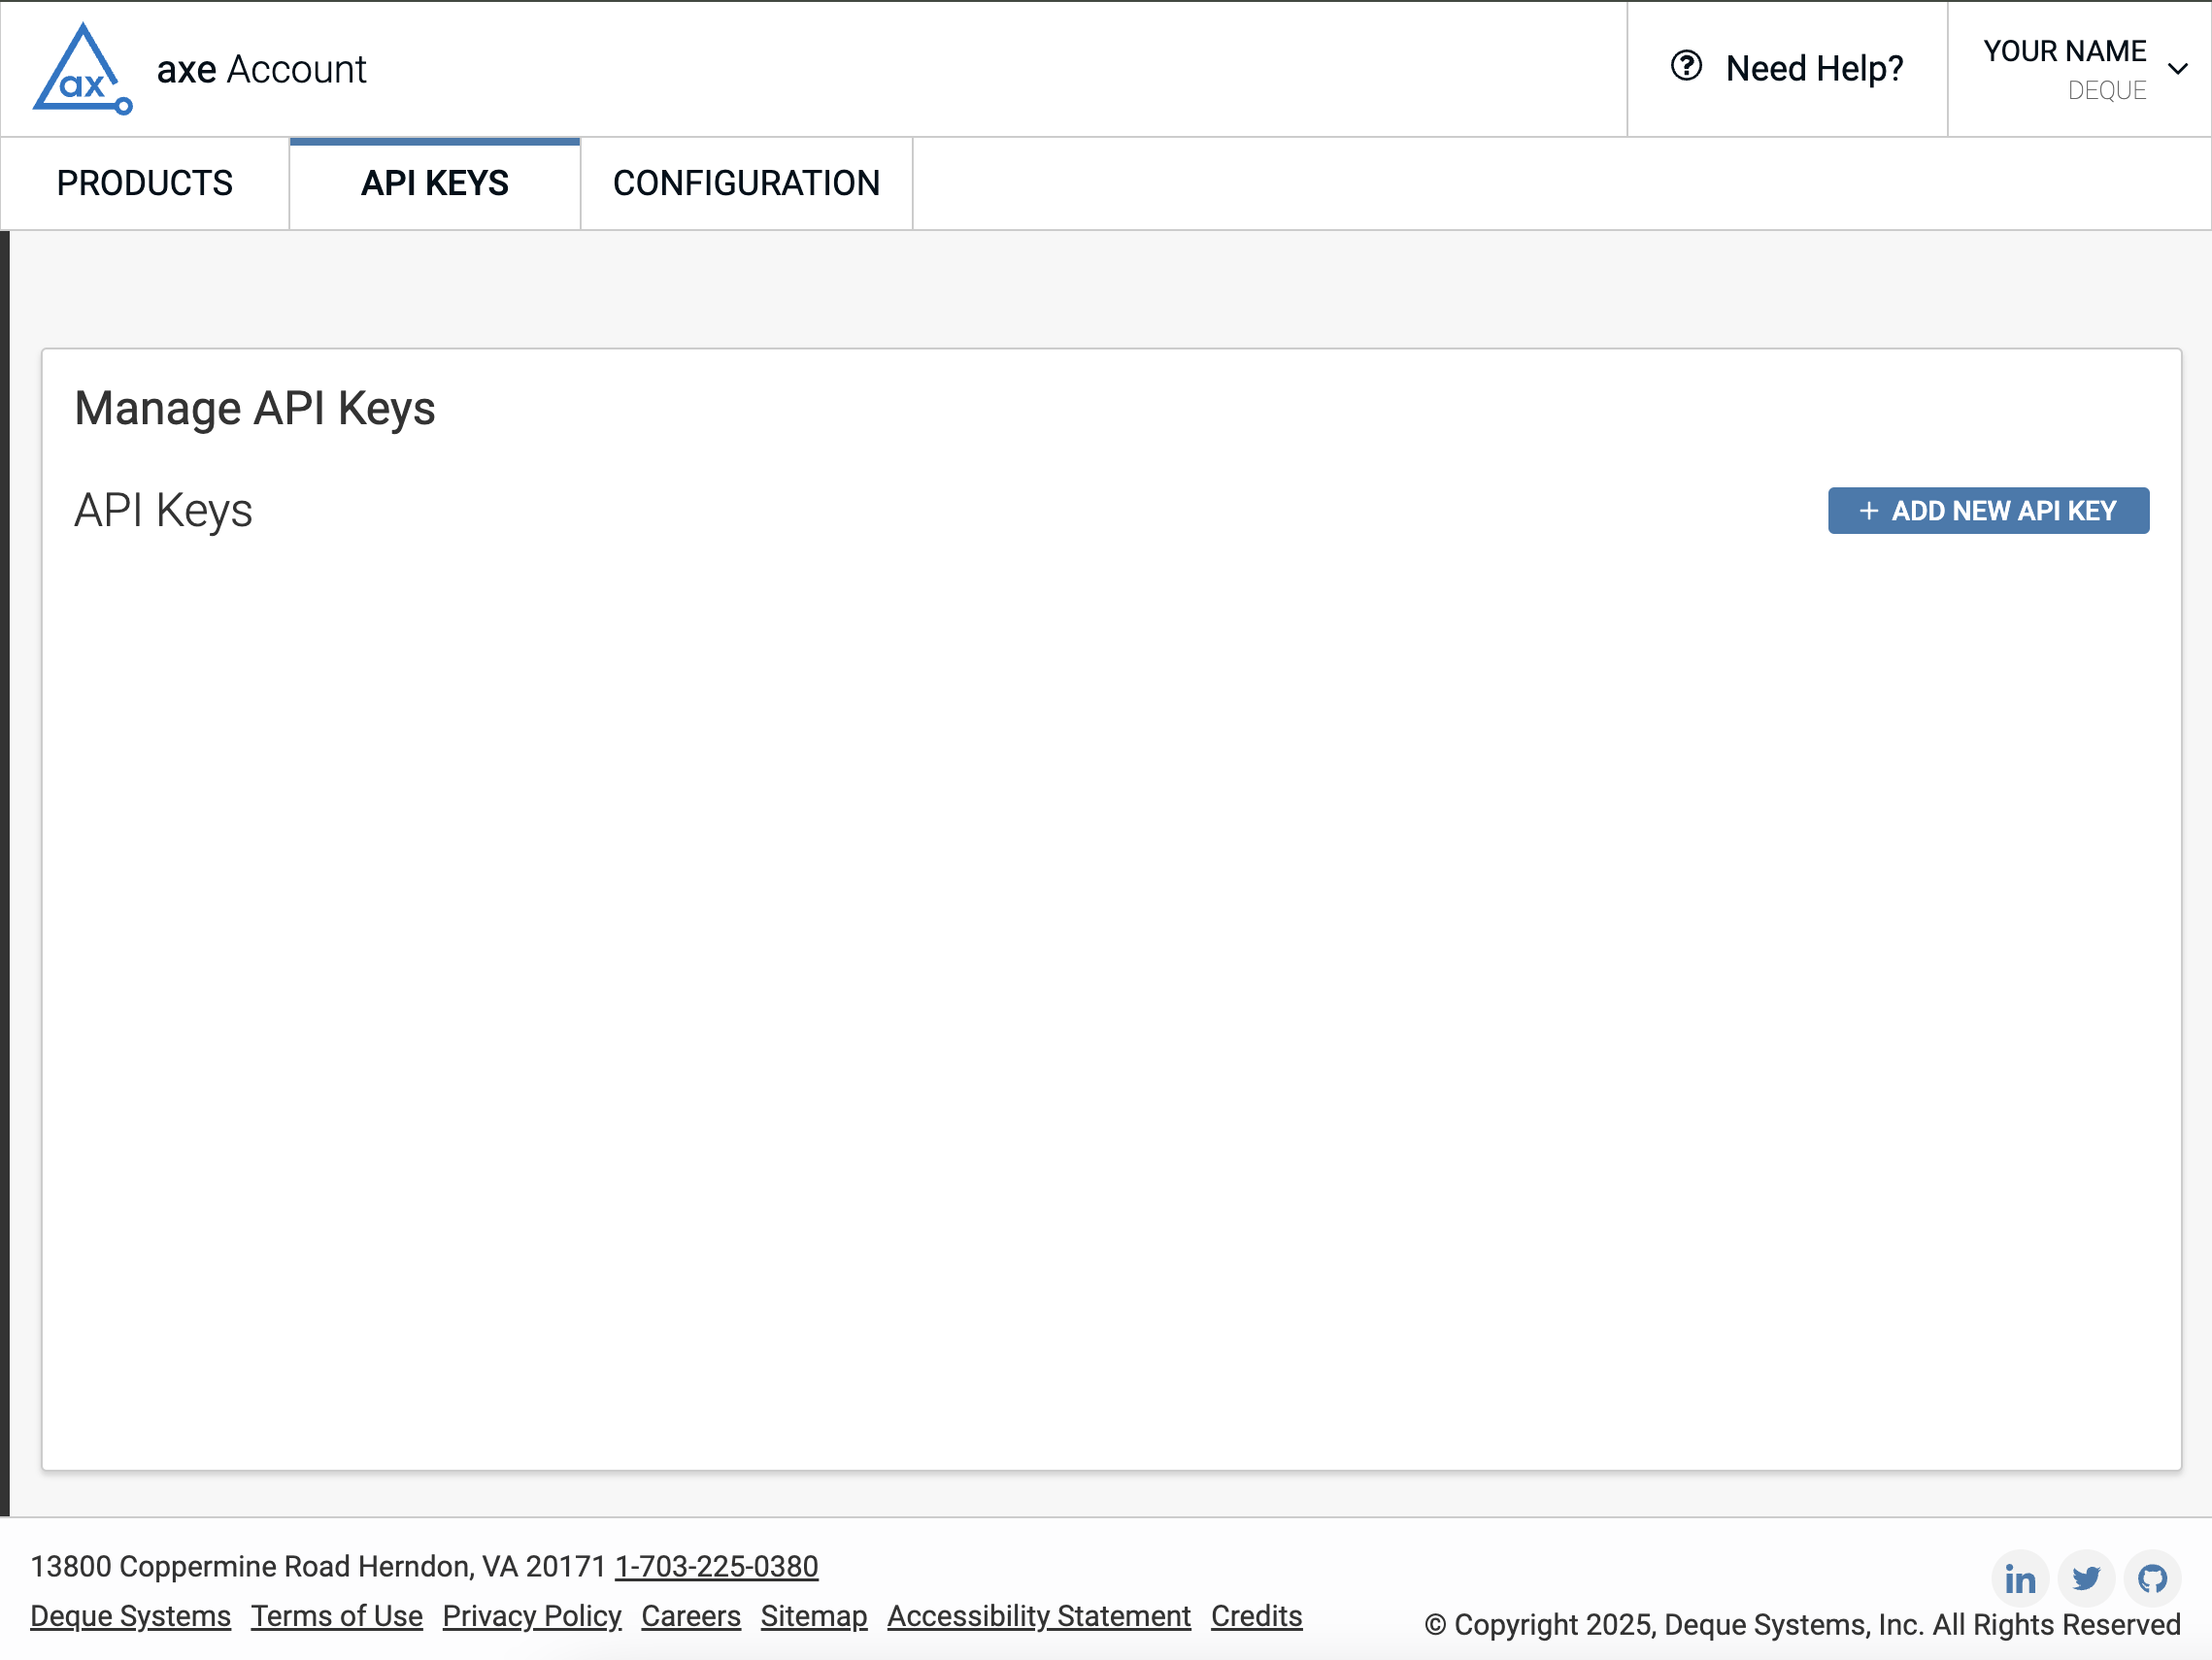 ax
axe Account
Need Help?
YOUR NAME
DEQUE
PRODUCTS
API KEYS
CONFIGURATION
Manage API Keys
API Keys
+ ADD NEW API KEY
13800 Coppermine Road Herndon, VA 20171 1-703-225-0380
Deque Systems Terms of Use Privacy Policy Careers Sitemap Accessibility Statement Credits
in
© Copyright 2025, Deque Systems, Inc. All Rights Reserved